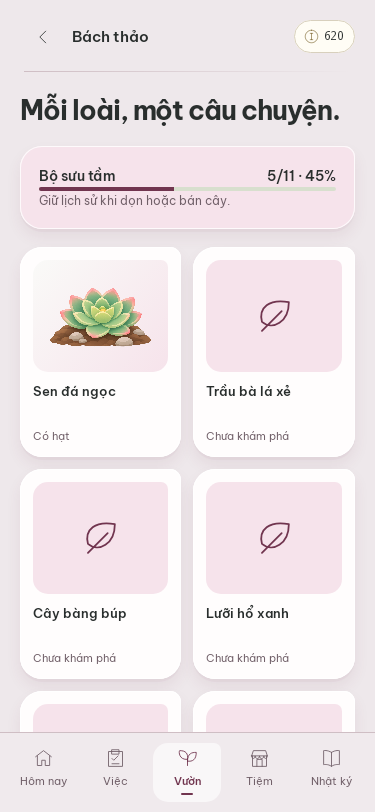 Bách thảo
620
Mỗi loài, một câu chuyện.
Bộ sưu tầm
5/11 · 45%
Giữ lịch sử khi dọn hoặc bán cây.
Sen đá ngọc
Có hạt
Trầu bà lá xẻ
Chưa khám phá
Cây bàng búp
Chưa khám phá
Lưỡi hổ xanh
Chưa khám phá
Hôm nay
Việc
Vườn
Tiệm
Nhật ký